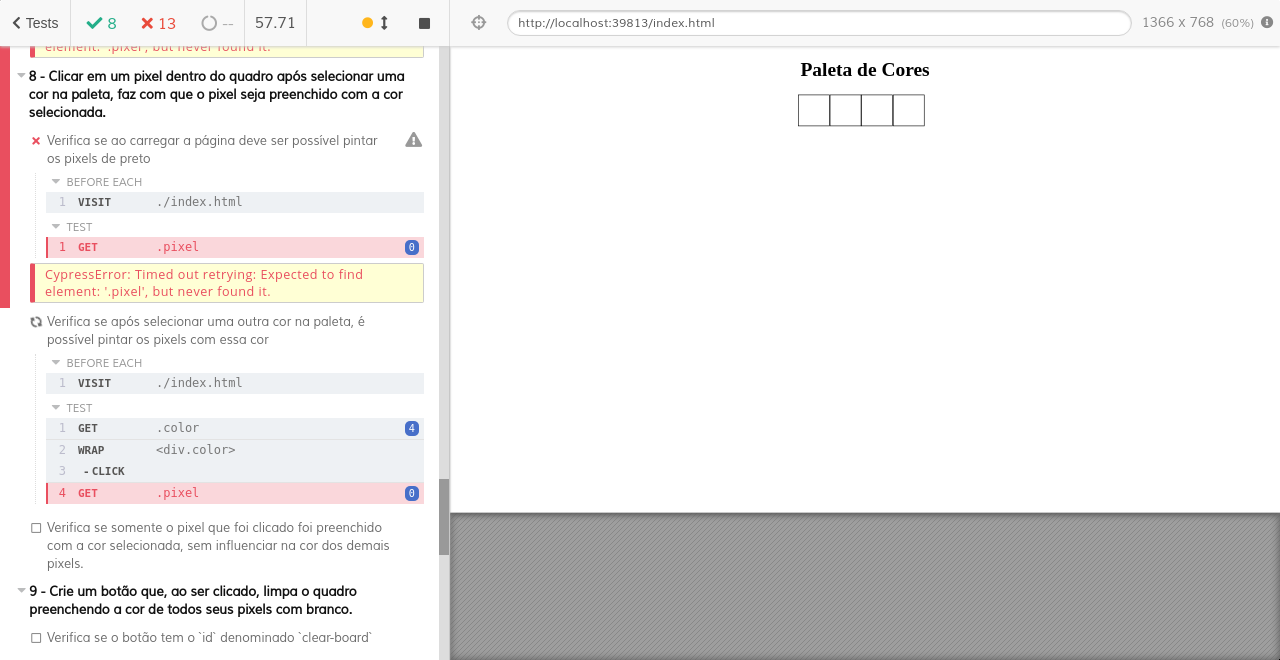 Tests 8 13 -- 57.71 http://localhost:39813/index.html 1366 x 768 (60%)
element: '.pixel', but never found it.
8 - Clicar em um pixel dentro do quadro após selecionar uma
cor na paleta, faz com que o pixel seja preenchido com a cor
selecionada.
Verifica se ao carregar a página deve ser possível pintar
os pixels de preto
BEFORE EACH
1 VISIT ./index.html
TEST
1 GET .pixel 0
CypressError: Timed out retrying: Expected to find
element: '.pixel', but never found it.
Verifica se após selecionar uma outra cor na paleta, é
possível pintar os pixels com essa cor
BEFORE EACH
1 VISIT ./index.html
TEST
1 GET .color 4
2 WRAP <div.color>
3 - CLICK
4 GET .pixel 0
Verifica se somente o pixel que foi clicado foi preenchido
com a cor selecionada, sem influenciar na cor dos demais
pixels.
9 - Crie um botão que, ao ser clicado, limpa o quadro
preenchendo a cor de todos seus pixels com branco.
Verifica se o botão tem o `id` denominado `clear-board`
Paleta de Cores